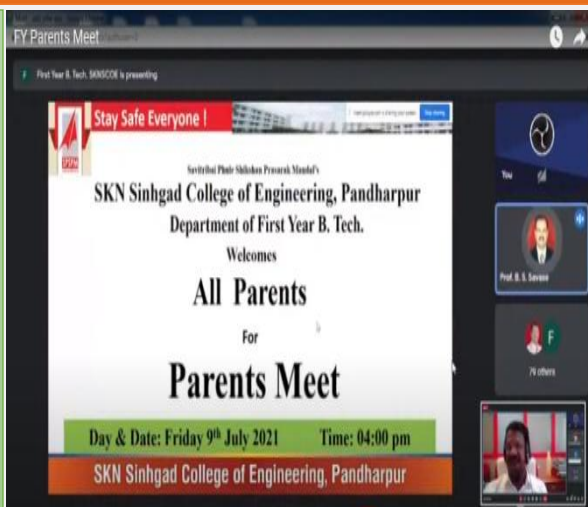 FY Parents Meet
F First Year B. Tech, SKNSCOE is presenting
Stay Safe Everyone !
Stop sharing
Savitribai Phule Shikshan Prasarak Mandal's
SKN Sinhgad College of Engineering, Pandharpur
Department of First Year B. Tech.
Welcomes
All Parents
For
Parents Meet
Day & Date: Friday 9th July 2021 Time: 04:00 pm
SKN Sinhgad College of Engineering, Pandharpur
You
Prof. B. S.
F
79 others